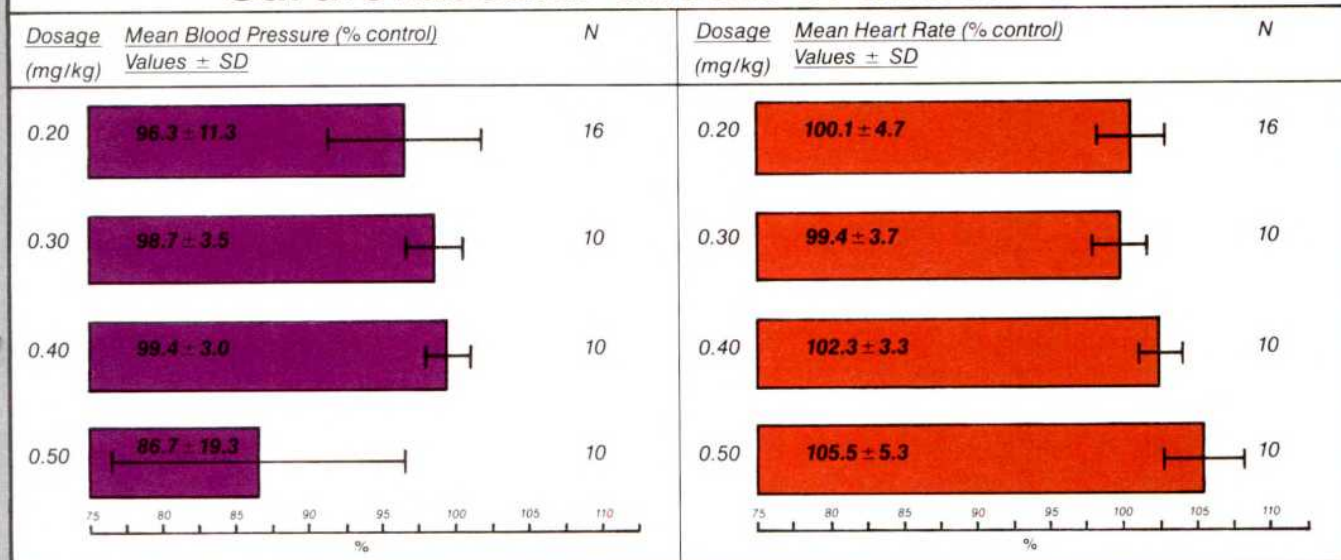 Dosage
(mg/kg)
Mean Blood Pressure (% control)
Values ± SD
N
0.20
96.3 ± 11.3
16
0.30
98.7 ± 3.5
10
0.40
99.4 ± 3.0
10
0.50
86.7 ± 19.3
10
75 80 85 90 95 100 105 110
%
Dosage
(mg/kg)
Mean Heart Rate (% control)
Values ± SD
N
0.20
100.1 ± 4.7
16
0.30
99.4 ± 3.7
10
0.40
102.3 ± 3.3
10
0.50
105.5 ± 5.3
10
75 80 85 90 95 100 105 110
%